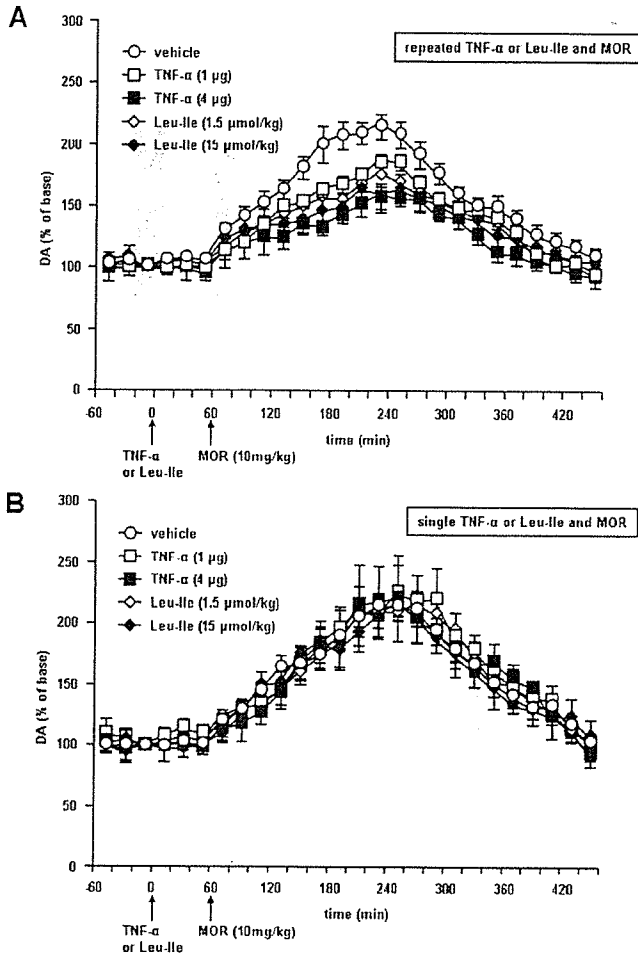 A
300
250
200
150
100
50
0
DA (% of base)
vehicle
TNF-α (1 μg)
TNF-α (4 μg)
Leu-Ile (1.5 μmol/kg)
Leu-Ile (15 μmol/kg)
repeated TNF-α or Leu-Ile and MOR
-60 0 60 120 180 240 300 360 420
time (min)
TNF-α
or Leu-Ile
MOR (10mg/kg)
B
300
250
200
150
100
50
0
DA (% of base)
vehicle
TNF-α (1 μg)
TNF-α (4 μg)
Leu-Ile (1.5 μmol/kg)
Leu-Ile (15 μmol/kg)
single TNF-α or Leu-Ile and MOR
-60 0 60 120 180 240 300 360 420
time (min)
TNF-α
or Leu-Ile
MOR (10mg/kg)